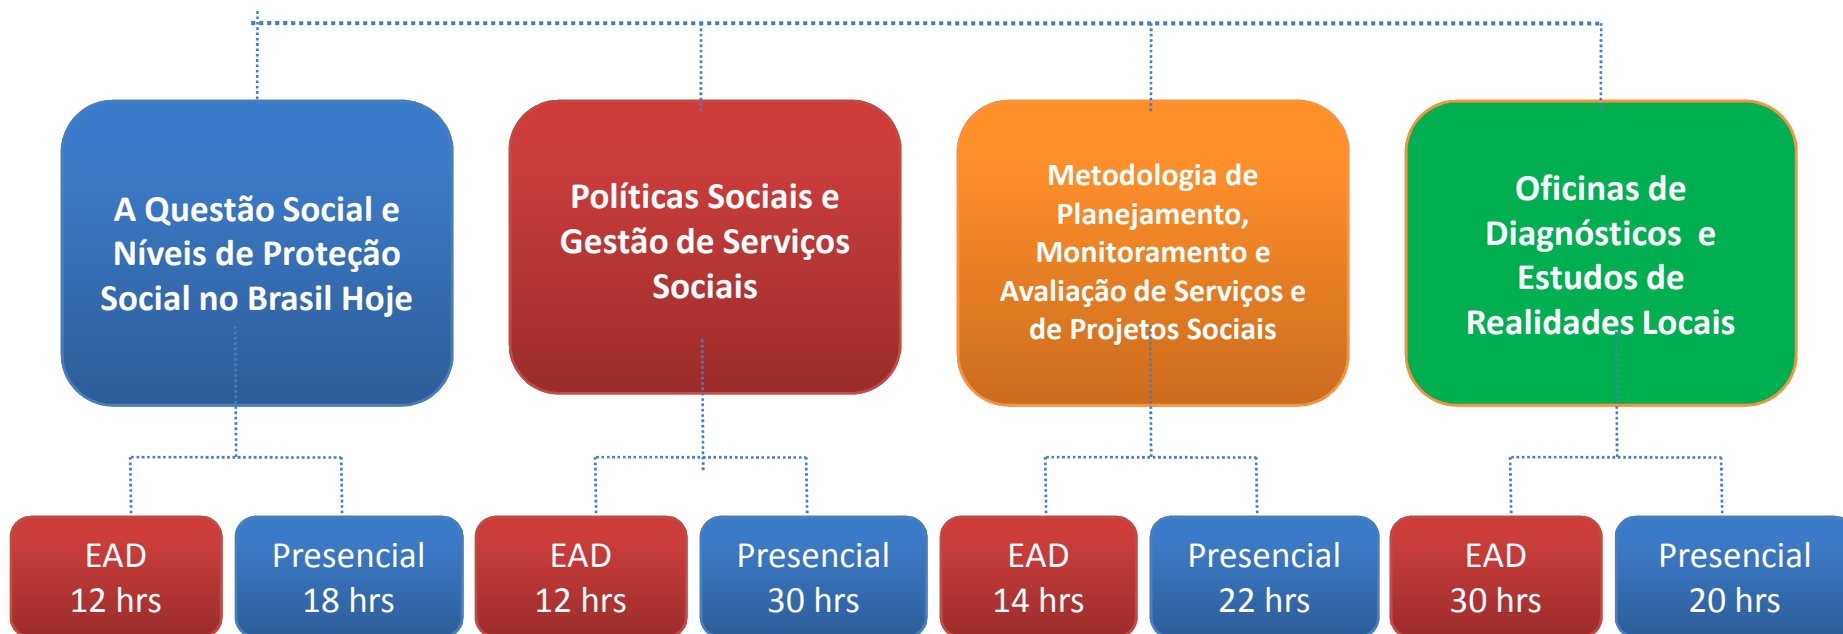 A Questão Social e
Níveis de Proteção
Social no Brasil Hoje
Políticas Sociais e
Gestão de Serviços
Sociais
Metodologia de
Planejamento,
Monitoramento e
Avaliação de Serviços e
de Projetos Sociais
Oficinas de
Diagnósticos e
Estudos de
Realidades Locais
EAD
12 hrs
Presencial
18 hrs
EAD
12 hrs
Presencial
30 hrs
EAD
14 hrs
Presencial
22 hrs
EAD
30 hrs
Presencial
20 hrs